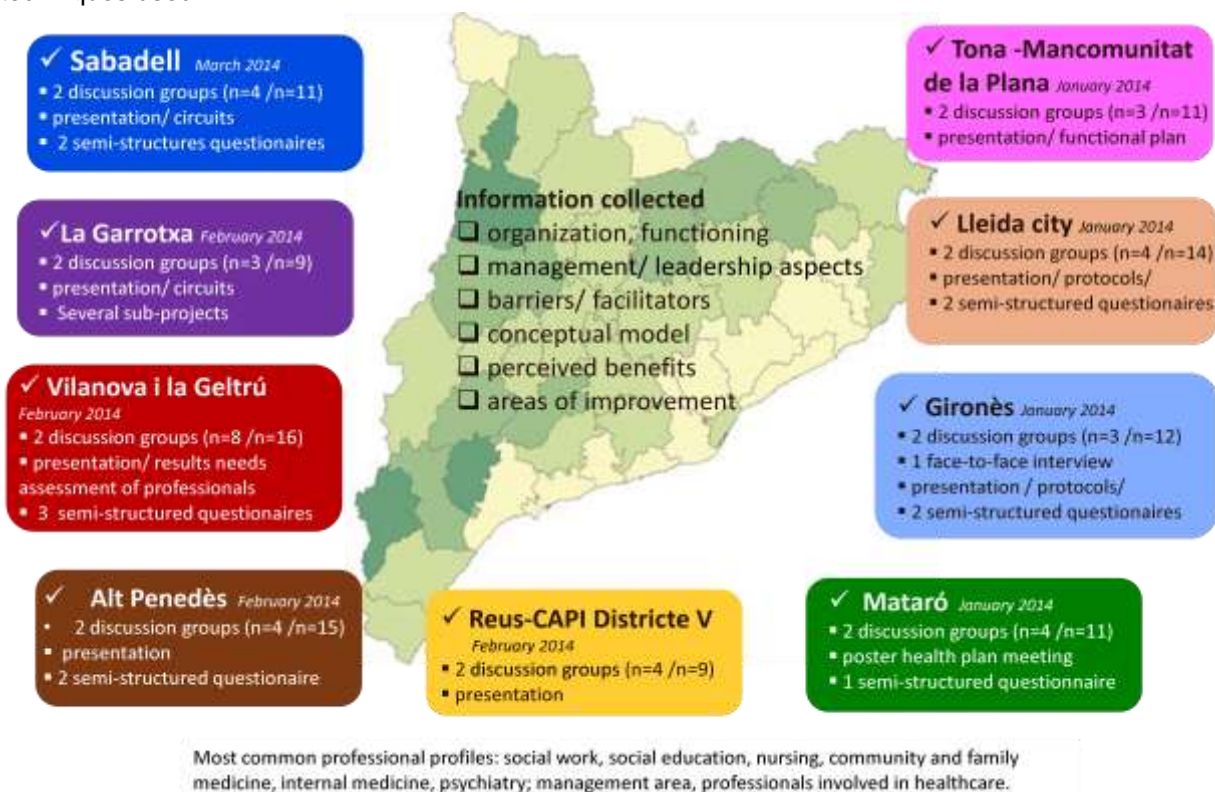 ✓ Sabadell March 2014
▪ 2 discussion groups (n=4 /n=11)
▪ presentation/ circuits
▪ 2 semi-structures questionaires
✓ La Garrotxa February 2014
▪ 2 discussion groups (n=3 /n=9)
▪ presentation/ circuits
▪ Several sub-projects
✓ Vilanova i la Geltrú
February 2014
▪ 2 discussion groups (n=8 /n=16)
▪ presentation/ results needs
assessment of professionals
▪ 3 semi-structured questionaires
✓ Alt Penedès February 2014
• 2 discussion groups (n=4 /n=15)
▪ presentation
▪ 2 semi-structured questionaire
Information collected
❑ organization, functioning
❑ management/ leadership aspects
❑ barriers/ facilitators
❑ conceptual model
❑ perceived benefits
❑ areas of improvement
✓ Reus-CAPI Districte V
February 2014
▪ 2 discussion groups (n=4 /n=9)
▪ presentation
✓ Tona -Mancomunitat
de la Plana January 2014
▪ 2 discussion groups (n=3 /n=11)
▪ presentation/ functional plan
✓ Lleida city January 2014
▪ 2 discussion groups (n=4 /n=14)
▪ presentation/ protocols/
▪ 2 semi-structured questionaires
✓ Gironès January 2014
▪ 2 discussion groups (n=3 /n=12)
▪ 1 face-to-face interview
▪ presentation / protocols/
▪ 2 semi-structured questionaires
✓ Mataró January 2014
▪ 2 discussion groups (n=4 /n=11)
▪ poster health plan meeting
▪ 1 semi-structured questionnaire
Most common professional profiles: social work, social education, nursing, community and family
medicine, internal medicine, psychiatry; management area, professionals involved in healthcare.